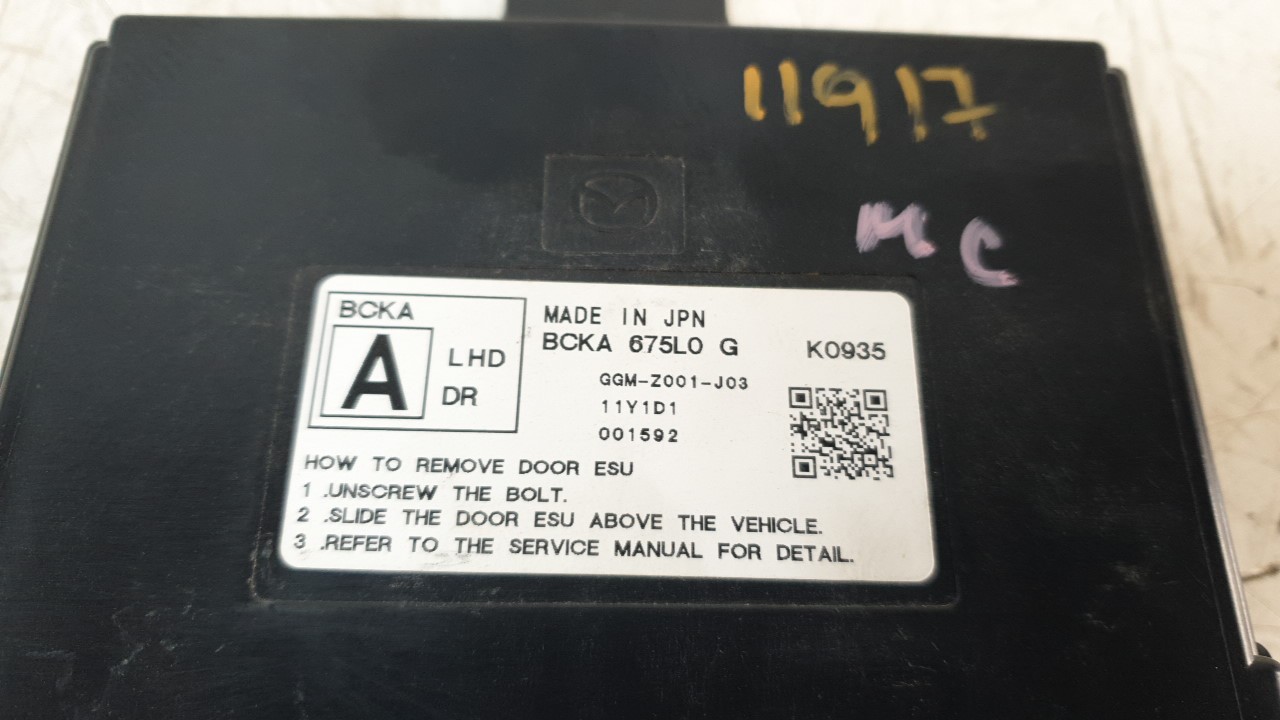 11917
MC
BCKA
A
LHD
DR
MADE IN JPN
BCKA 675L0 G
K0935
GGM-Z001-J03
11Y1D1
001592
HOW TO REMOVE DOOR ESU
1 .UNSCREW THE BOLT.
2 .SLIDE THE DOOR ESU ABOVE THE VEHICLE.
3 .REFER TO THE SERVICE MANUAL FOR DETAIL.